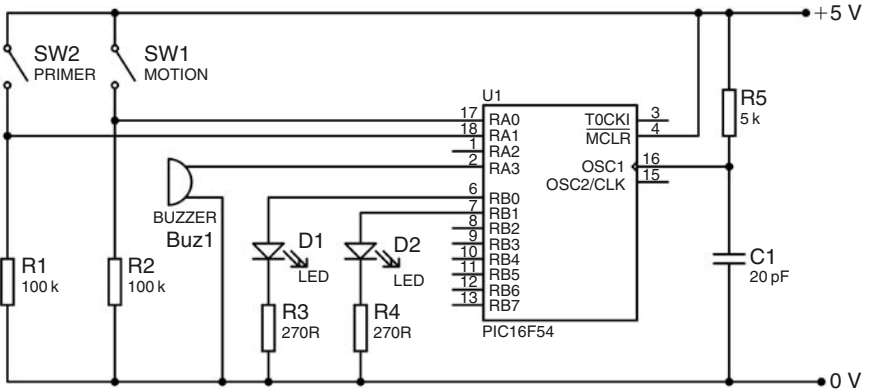 +5 V
SW2
PRIMER
SW1
MOTION
U1
17 RA0
18 RA1
1 RA2
2 RA3
6 RB0
7 RB1
8 RB2
9 RB3
10 RB4
11 RB5
12 RB6
13 RB7
T0CKI 3
MCLR 4
OSC1 16
OSC2/CLK 15
PIC16F54
R5
5 k
BUZZER
Buz1
D1
LED
D2
LED
C1
20 pF
R1
100 k
R2
100 k
R3
270R
R4
270R
0 V